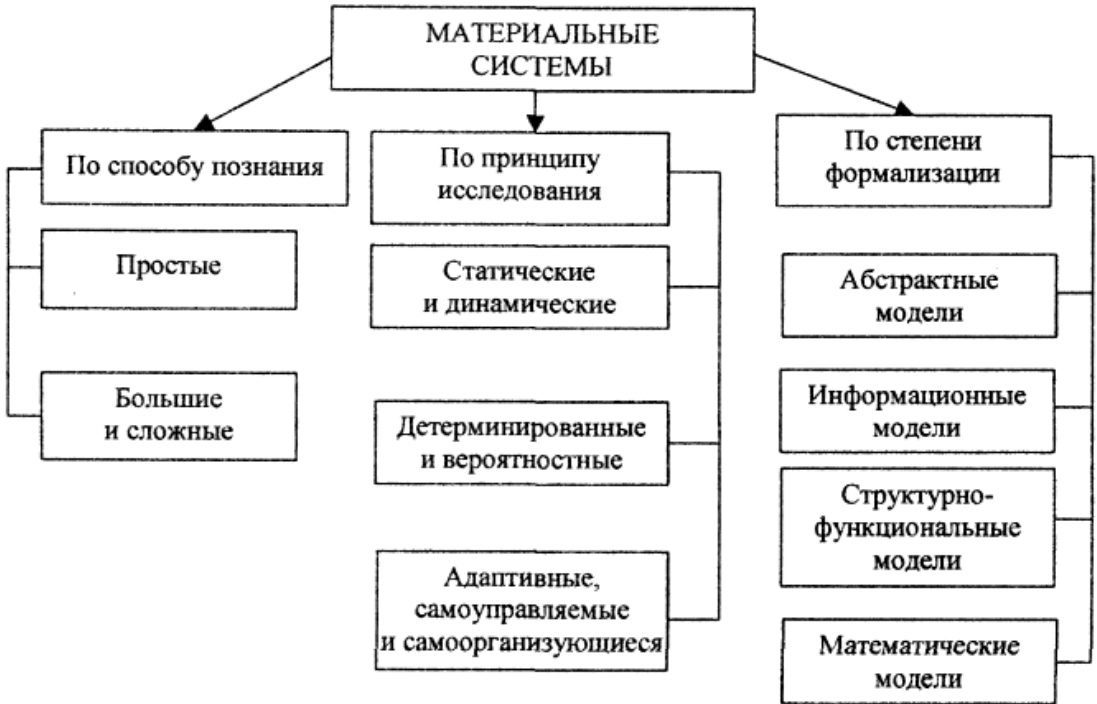 МАТЕРИАЛЬНЫЕ
СИСТЕМЫ
По способу познания
Простые
Большие
и сложные
По принципу
исследования
Статические
и динамические
Детерминированные
и вероятностные
Адаптивные,
самоуправляемые
и самоорганизующиеся
По степени
формализации
Абстрактные
модели
Информационные
модели
Структурно-
функциональные
модели
Математические
модели